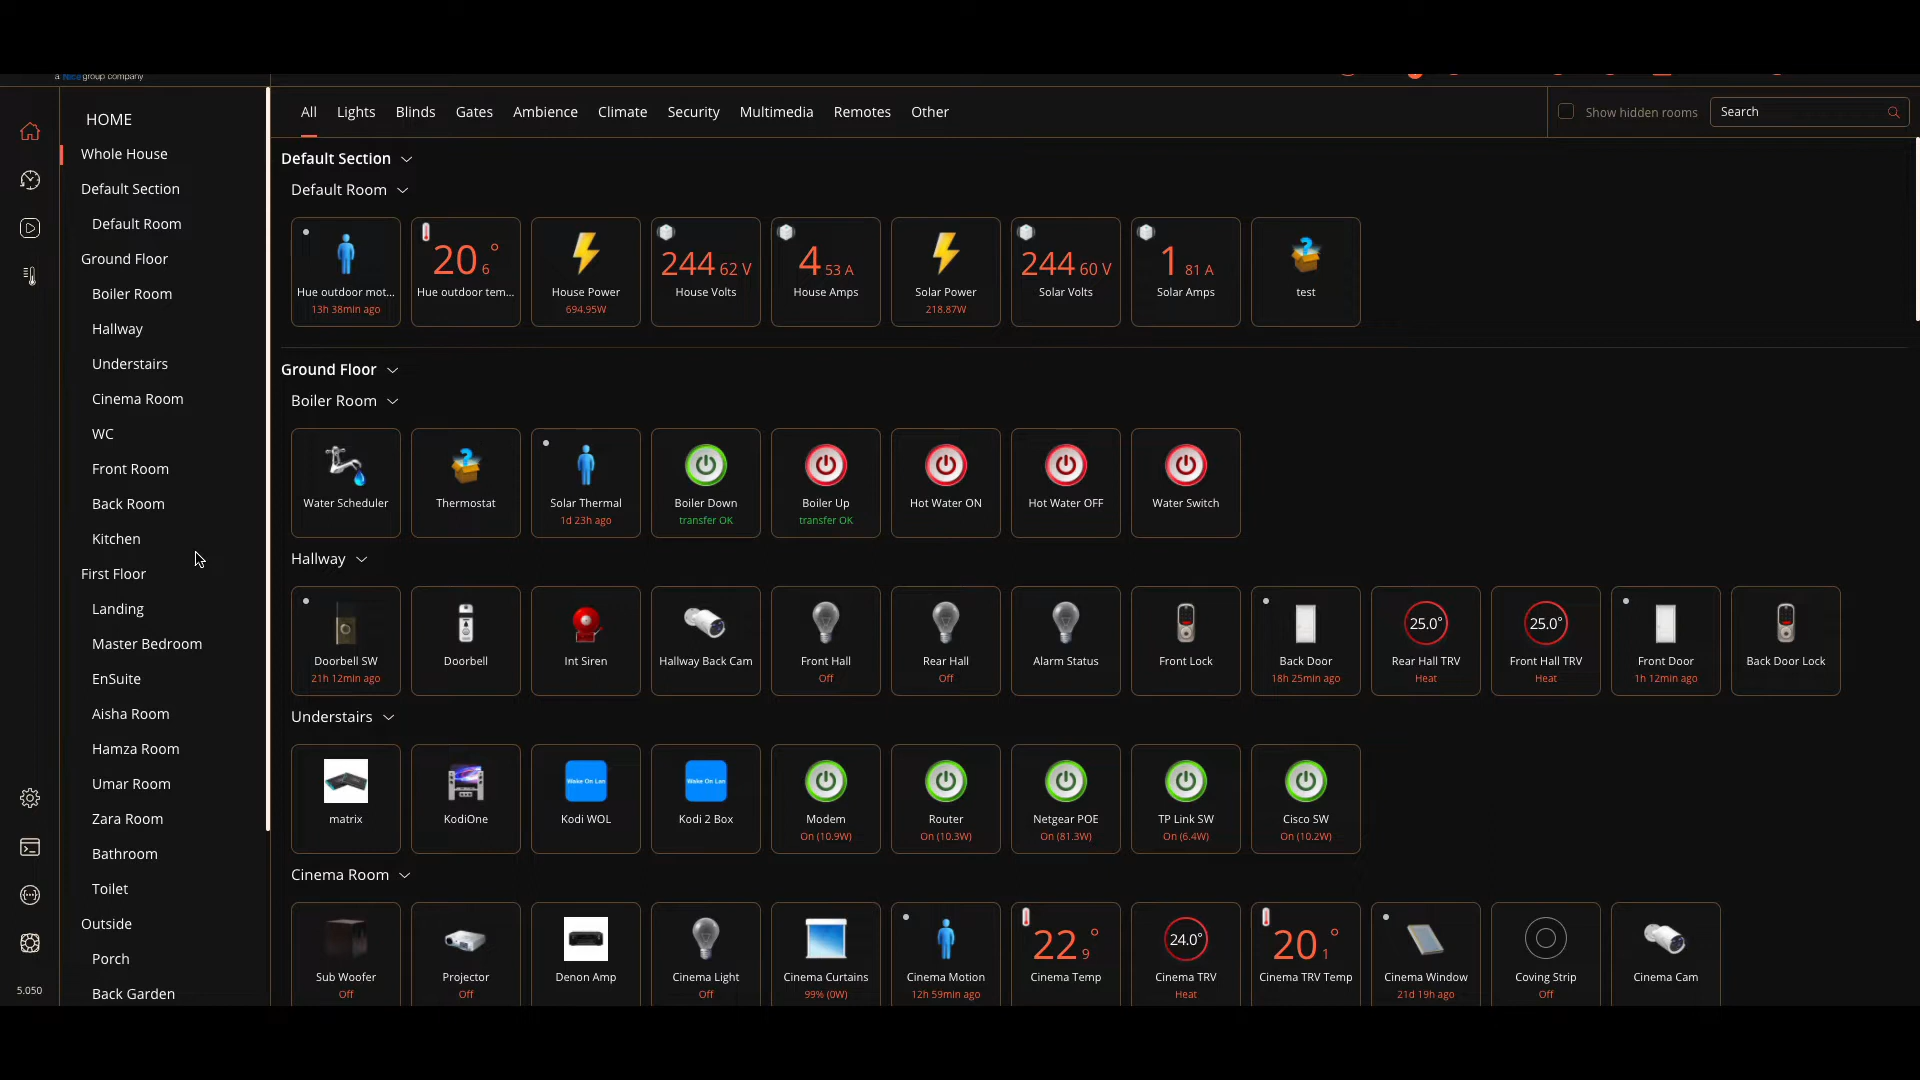 a nice group company
HOME
Whole House
Default Section
Default Room
Ground Floor
Boiler Room
Hallway
Understairs
Cinema Room
WC
Front Room
Back Room
Kitchen
First Floor
Landing
Master Bedroom
EnSuite
Aisha Room
Hamza Room
Umar Room
Zara Room
Bathroom
Toilet
Outside
Porch
Back Garden
5.050
All Lights Blinds Gates Ambience Climate Security Multimedia Remotes Other
Show hidden rooms
Search
Default Section
Default Room
20 6 °
244 62 V
4 53 A
244 60 V
1 81 A
Hue outdoor mot... Hue outdoor tem... House Power House Volts House Amps Solar Power Solar Volts Solar Amps test
13h 38min ago 694.95W 218.87W
Ground Floor
Boiler Room
Water Scheduler Thermostat Solar Thermal Boiler Down Boiler Up Hot Water ON Hot Water OFF Water Switch
1d 23h ago transfer OK transfer OK
Hallway
25.0° 25.0°
Doorbell SW Doorbell Int Siren Hallway Back Cam Front Hall Rear Hall Alarm Status Front Lock Back Door Rear Hall TRV Front Hall TRV Front Door Back Door Lock
21h 12min ago Off Off 18h 25min ago Heat Heat 1h 12min ago
Understairs
Wake On Lan Wake On Lan
matrix KodiOne Kodi WOL Kodi 2 Box Modem Router Netgear POE TP Link SW Cisco SW
On (10.9W) On (10.3W) On (81.3W) On (6.4W) On (10.2W)
Cinema Room
22 9 ° 24.0° 20 1 °
Sub Woofer Projector Denon Amp Cinema Light Cinema Curtains Cinema Motion Cinema Temp Cinema TRV Cinema TRV Temp Cinema Window Coving Strip Cinema Cam
Off Off Off 99% (0W) 12h 59min ago Heat 21d 19h ago Off